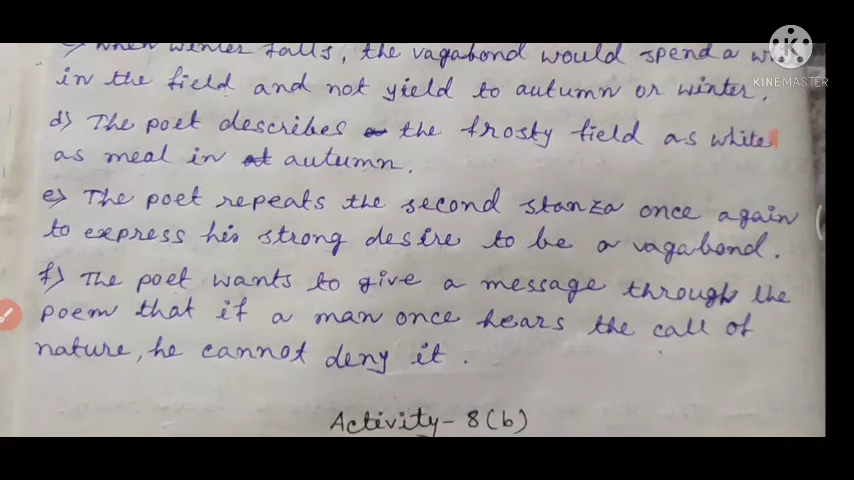 when winter falls, the vagabond would spend a
in the field and not yield to autumn or winter.
d) The poet describes the frosty field as white
as meal in autumn.
e) The poet repeats the second stanza once again
to express his strong desire to be a vagabond.
f) The poet wants to give a message through the
poem that if a man once hears the call of
nature, he cannot deny it.
Activity - 8(b)
KINEMASTER